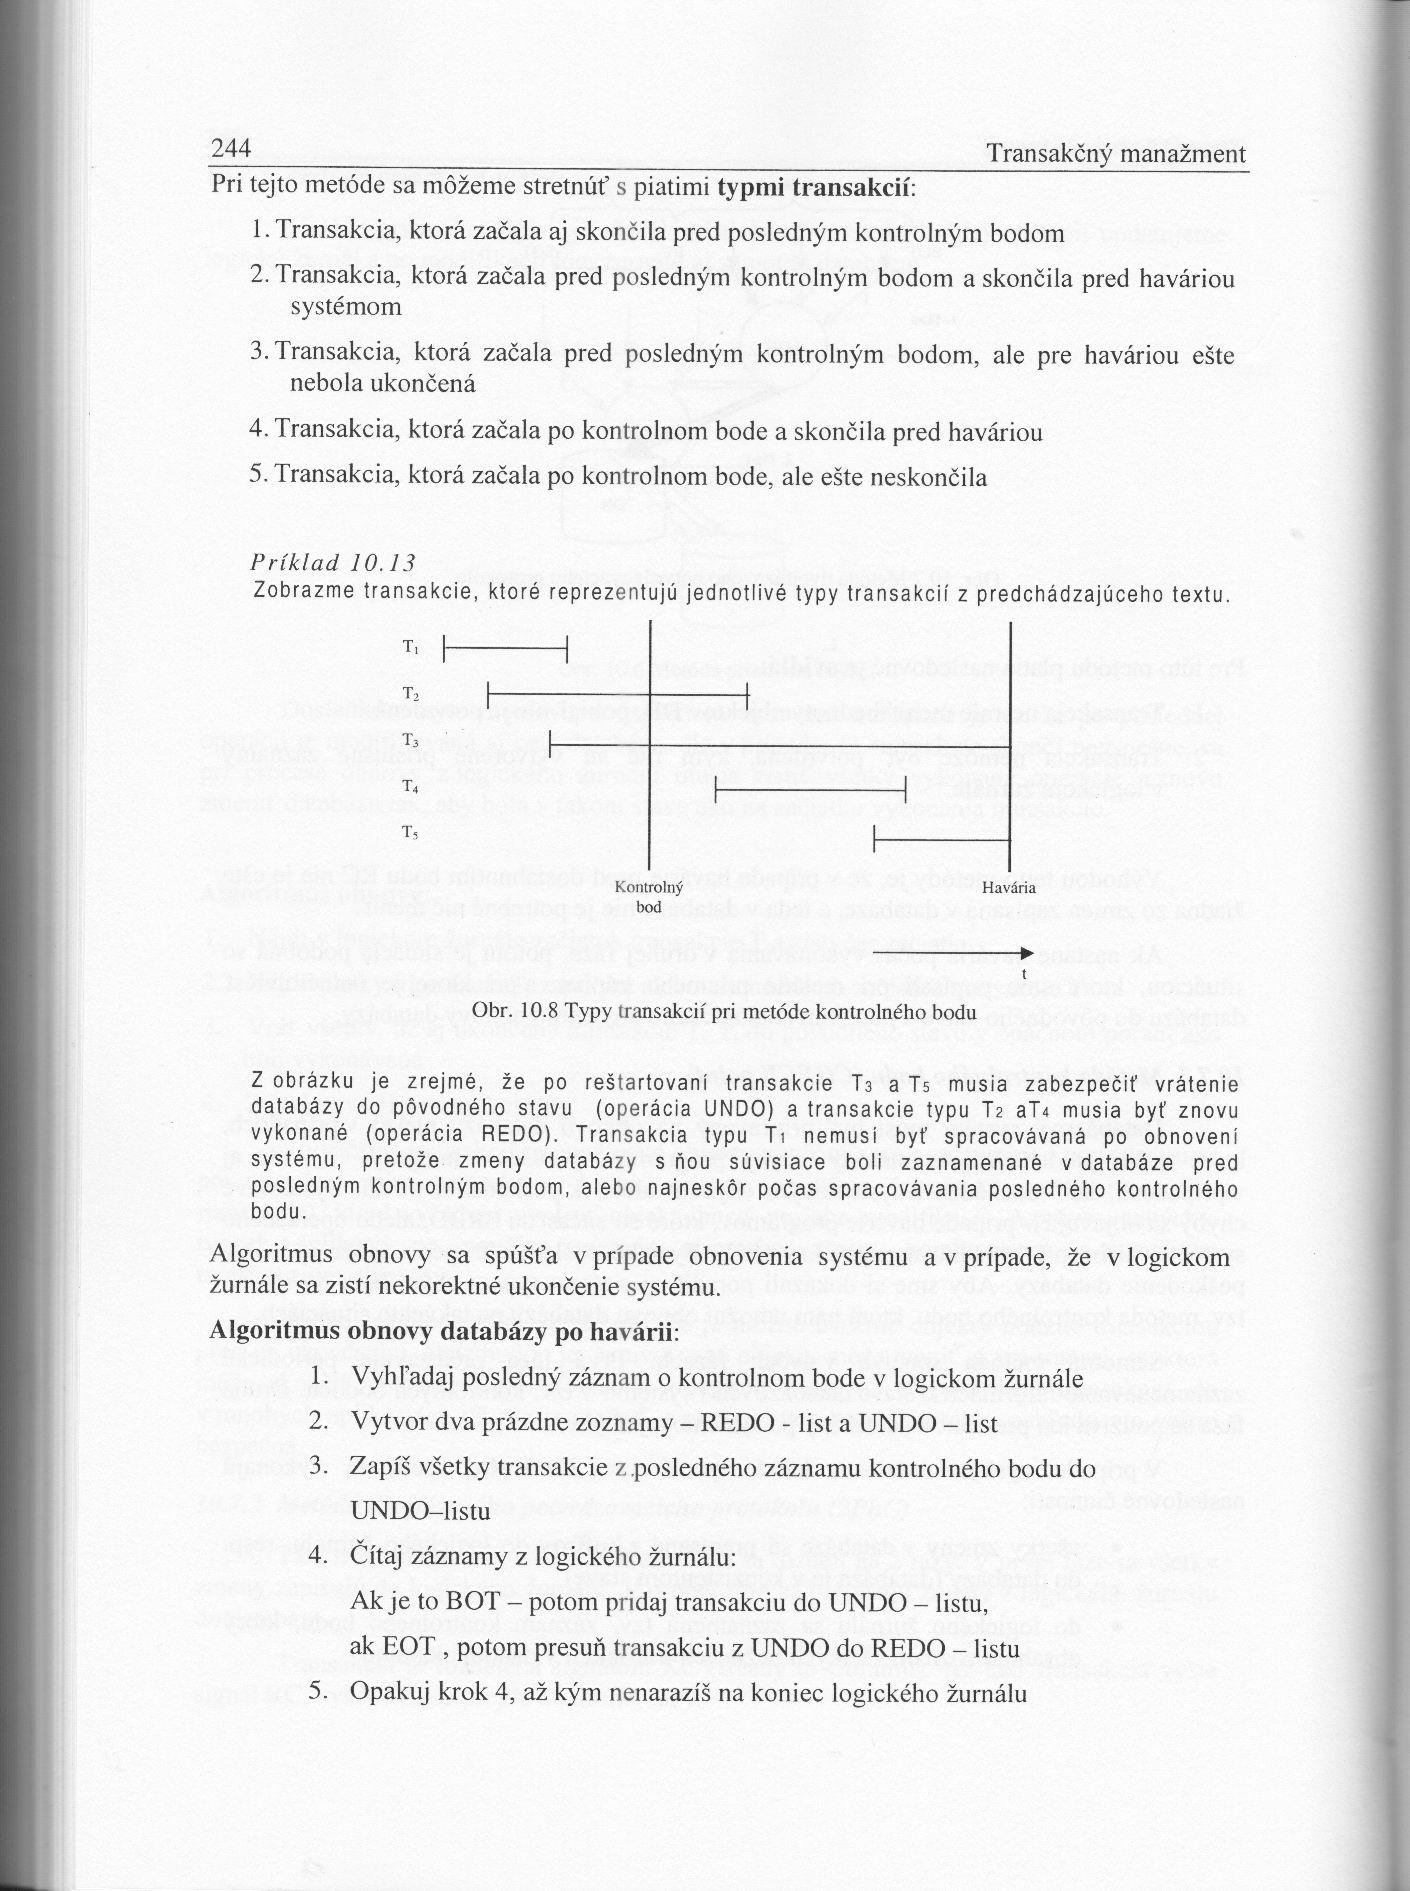 244 Transakčný manažment
Pri tejto metóde sa môžeme stretnúť s piatimi typmi transakcií:
1. Transakcia, ktorá začala aj skončila pred posledným kontrolným bodom
2. Transakcia, ktorá začala pred posledným kontrolným bodom a skončila pred haváriou
systémom
3. Transakcia, ktorá začala pred posledným kontrolným bodom, ale pre haváriou ešte
nebola ukončená
4. Transakcia, ktorá začala po kontrolnom bode a skončila pred haváriou
5. Transakcia, ktorá začala po kontrolnom bode, ale ešte neskončila
Príklad 10.13
Zobrazme transakcie, ktoré reprezentujú jednotlivé typy transakcií z predchádzajúceho textu.
T1
T2
T3
T4
T5
Kontrolný
bod
Havária
t
Obr. 10.8 Typy transakcií pri metóde kontrolného bodu
Z obrázku je zrejmé, že po reštartovaní transakcie T3 a T5 musia zabezpečiť vrátenie
databázy do pôvodného stavu (operácia UNDO) a transakcie typu T2 aT4 musia byť znovu
vykonané (operácia REDO). Transakcia typu T1 nemusí byť spracovávaná po obnovení
systému, pretože zmeny databázy s ňou súvisiace boli zaznamenané v databáze pred
posledným kontrolným bodom, alebo najneskôr počas spracovávania posledného kontrolného
bodu.
Algoritmus obnovy sa spúšťa v prípade obnovenia systému a v prípade, že v logickom
žurnále sa zistí nekorektné ukončenie systému.
Algoritmus obnovy databázy po havárii:
1. Vyhľadaj posledný záznam o kontrolnom bode v logickom žurnále
2. Vytvor dva prázdne zoznamy – REDO - list a UNDO – list
3. Zapíš všetky transakcie z posledného záznamu kontrolného bodu do
UNDO–listu
4. Čítaj záznamy z logického žurnálu:
Ak je to BOT – potom pridaj transakciu do UNDO – listu,
ak EOT , potom presuň transakciu z UNDO do REDO – listu
5. Opakuj krok 4, až kým nenarazíš na koniec logického žurnálu